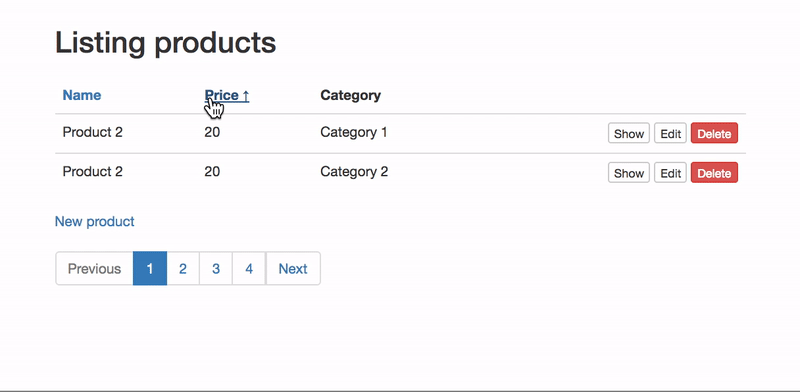 Listing products
Name Price ↑ Category
Product 2 20 Category 1 Show Edit Delete
Product 2 20 Category 2 Show Edit Delete
New product
Previous 1 2 3 4 Next